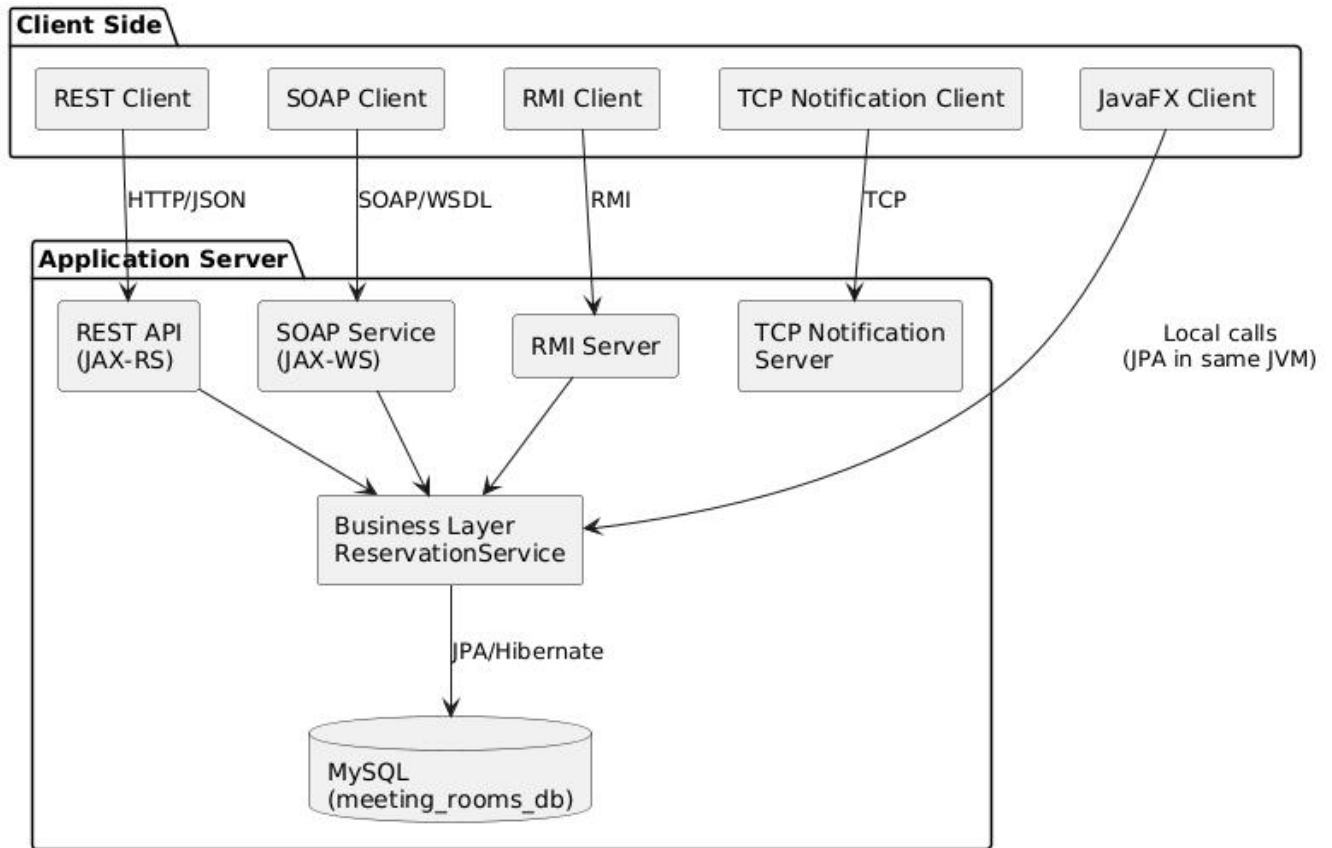 Client Side
REST Client
SOAP Client
RMI Client
TCP Notification Client
JavaFX Client
HTTP/JSON
SOAP/WSDL
RMI
TCP
Application Server
REST API
(JAX-RS)
SOAP Service
(JAX-WS)
RMI Server
TCP Notification
Server
Local calls
(JPA in same JVM)
Business Layer
ReservationService
JPA/Hibernate
MySQL
(meeting_rooms_db)